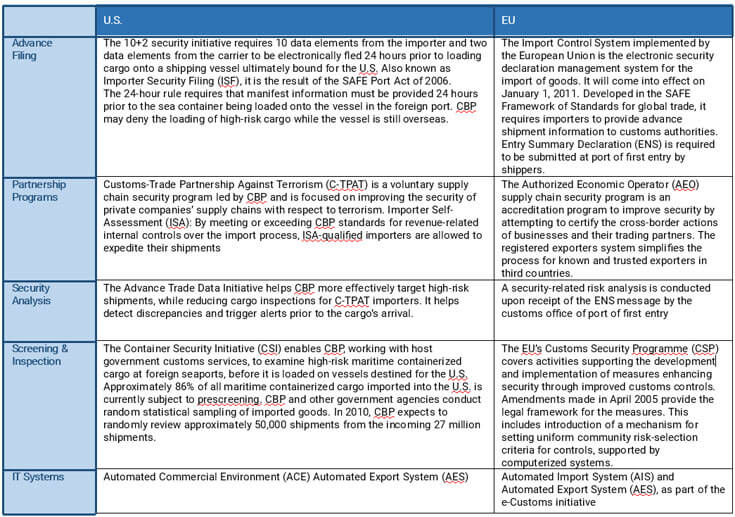 U.S.
EU
Advance
Filing
The 10+2 security initiative requires 10 data elements from the importer and two
data elements from the carrier to be electronically fled 24 hours prior to loading
cargo onto a shipping vessel ultimately bound for the U.S. Also known as
Importer Security Filing (ISF), it is the result of the SAFE Port Act of 2006.
The 24-hour rule requires that manifest information must be provided 24 hours
prior to the sea container being loaded onto the vessel in the foreign port. CBP
may deny the loading of high-risk cargo while the vessel is still overseas.
The Import Control System implemented by
the European Union is the electronic security
declaration management system for the
import of goods. It will come into effect on
January 1, 2011. Developed in the SAFE
Framework of Standards for global trade, it
requires importers to provide advance
shipment information to customs authorities.
Entry Summary Declaration (ENS) is required
to be submitted at port of first entry by
shippers.
Partnership
Programs
Customs-Trade Partnership Against Terrorism (C-TPAT) is a voluntary supply
chain security program led by CBP and is focused on improving the security of
private companies' supply chains with respect to terrorism. Importer Self-
Assessment (ISA): By meeting or exceeding CBP standards for revenue-related
internal controls over the import process, ISA-qualified importers are allowed to
expedite their shipments
The Authorized Economic Operator (AEO)
supply chain security program is an
accreditation program to improve security by
attempting to certify the cross-border actions
of businesses and their trading partners. The
registered exporters system simplifies the
process for known and trusted exporters in
third countries.
Security
Analysis
The Advance Trade Data Initiative helps CBP more effectively target high-risk
shipments, while reducing cargo inspections for C-TPAT importers. It helps
detect discrepancies and trigger alerts prior to the cargo's arrival.
A security-related risk analysis is conducted
upon receipt of the ENS message by the
customs office of port of first entry
Screening &
Inspection
The Container Security Initiative (CSI) enables CBP, working with host
government customs services, to examine high-risk maritime containerized
cargo at foreign seaports, before it is loaded on vessels destined for the U.S.
Approximately 86% of all maritime containerized cargo imported into the U.S. is
currently subject to prescreening, CBP and other government agencies conduct
random statistical sampling of imported goods. In 2010, CBP expects to
randomly review approximately 50,000 shipments from the incoming 27 million
shipments.
The EU's Customs Security Programme (CSP)
covers activities supporting the development
and implementation of measures enhancing
security through improved customs controls.
Amendments made in April 2005 provide the
legal framework for the measures. This
includes introduction of a mechanism for
setting uniform community risk-selection
criteria for controls, supported by
computerized systems.
IT Systems
Automated Commercial Environment (ACE) Automated Export System (AES)
Automated Import System (AIS) and
Automated Export System (AES), as part of the
e-Customs initiative